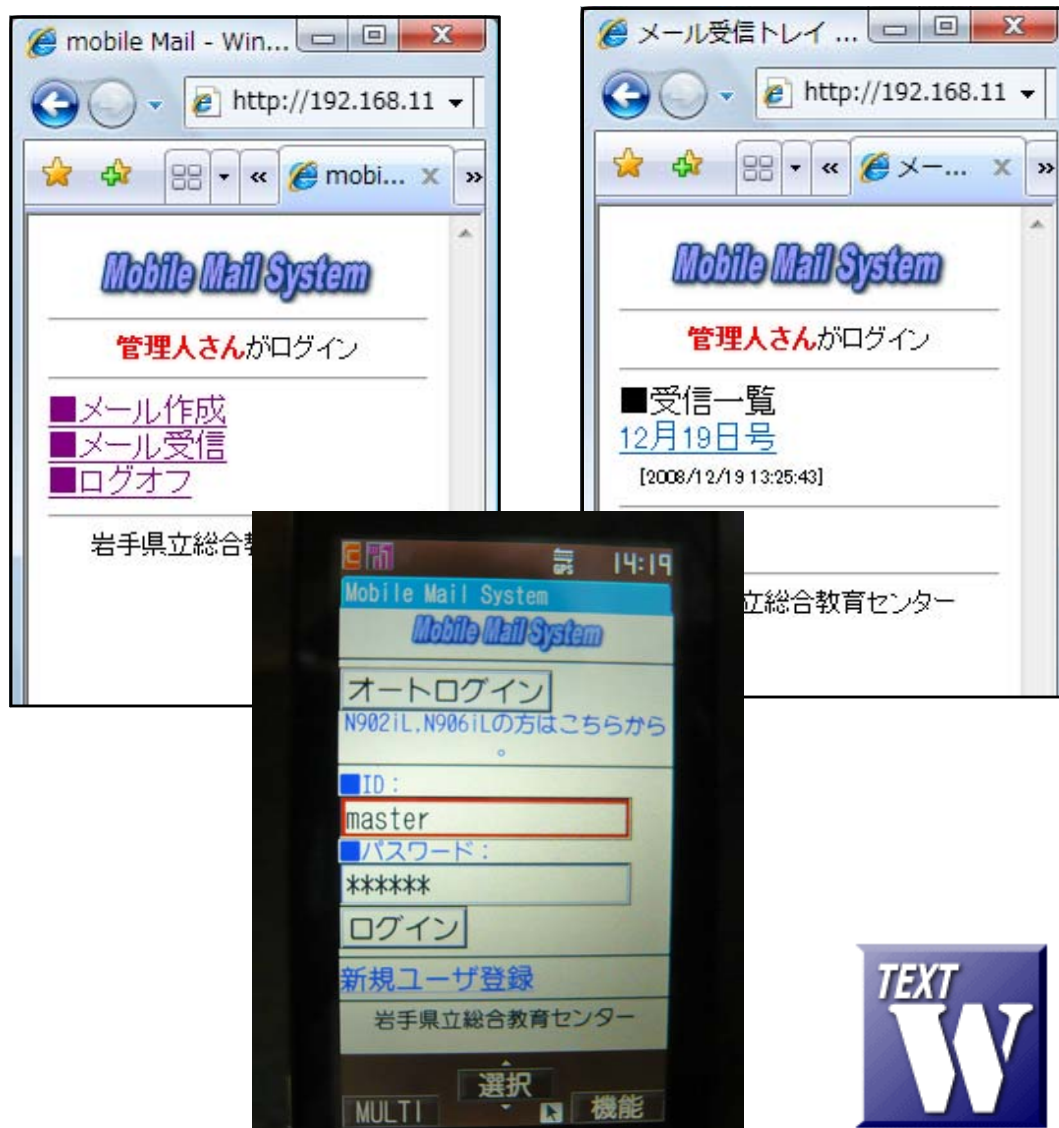 mobile Mail - Win...
http://192.168.11
mobi...
Mobile Mail System
管理人さんがログイン
■メール作成
■メール受信
■ログオフ
岩手県立総合
メール受信トレイ ...
http://192.168.11
メー...
Mobile Mail System
管理人さんがログイン
■受信一覧
12月19日号
[2008/12/19 13:25:43]
立総合教育センター
GPS 14:19
Mobile Mail System
Mobile Mail System
オートログイン
N902iL,N906iLの方はこちらから
。
■ID:
master
■パスワード:
******
ログイン
新規ユーザ登録
岩手県立総合教育センター
選択
MULTI 機能
TEXT
W